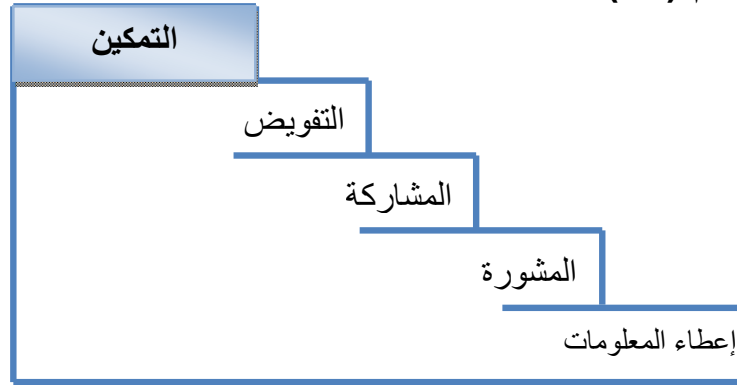 التمكين
التفويض
المشاركة
المشورة
إعطاء المعلومات